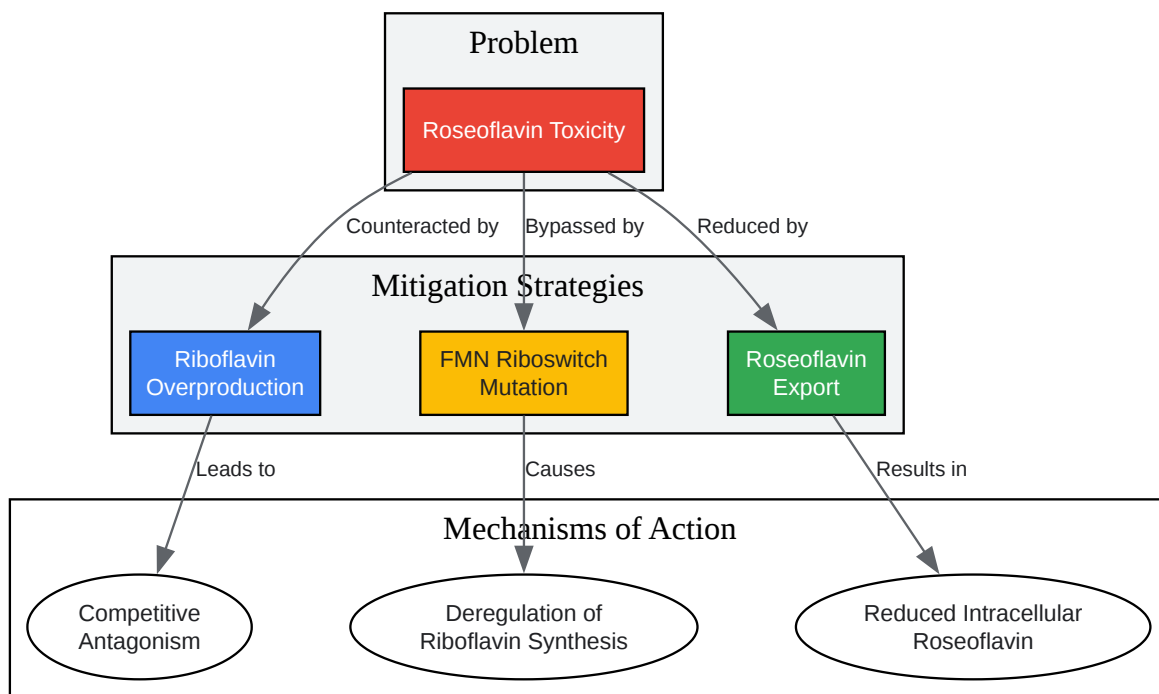 Problem
Roseoflavin Toxicity
Counteracted by
Bypassed by
Reduced by
Mitigation Strategies
Riboflavin
Overproduction
FMN Riboswitch
Mutation
Roseoflavin
Export
Leads to
Causes
Results in
Mechanisms of Action
Competitive
Antagonism
Deregulation of
Riboflavin Synthesis
Reduced Intracellular
Roseoflavin